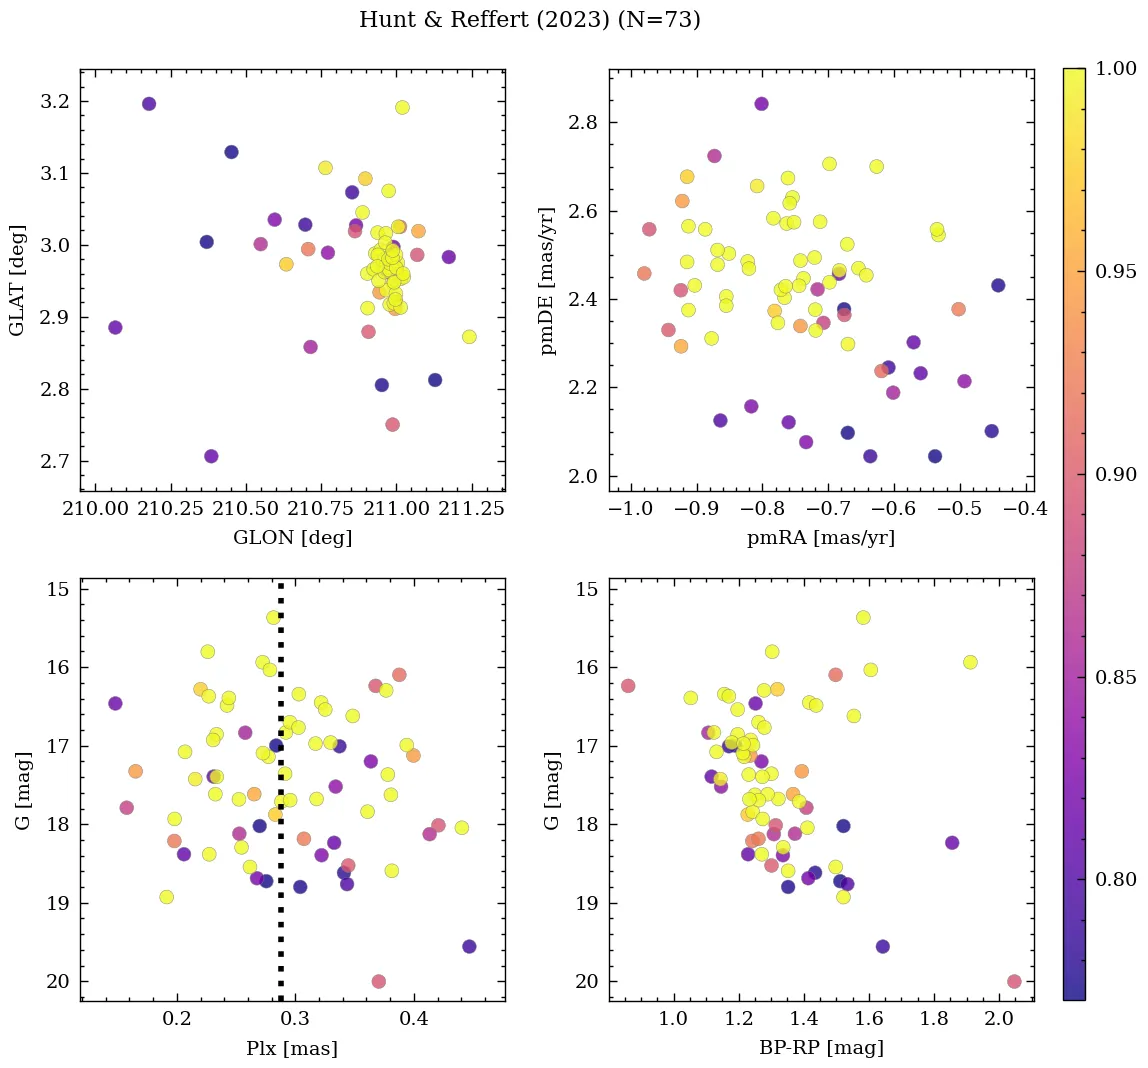 Hunt & Reffert (2023) (N=73)
3.2
3.1
3.0
2.9
2.8
2.7
GLAT [deg]
210.00 210.25 210.50 210.75 211.00 211.25
GLON [deg]
2.8
2.6
2.4
2.2
2.0
pmDE [mas/yr]
−1.0 −0.9 −0.8 −0.7 −0.6 −0.5 −0.4
pmRA [mas/yr]
1.00
0.95
0.90
0.85
0.80
15
16
17
18
19
20
G [mag]
0.2 0.3 0.4
Plx [mas]
15
16
17
18
19
20
G [mag]
1.0 1.2 1.4 1.6 1.8 2.0
BP-RP [mag]